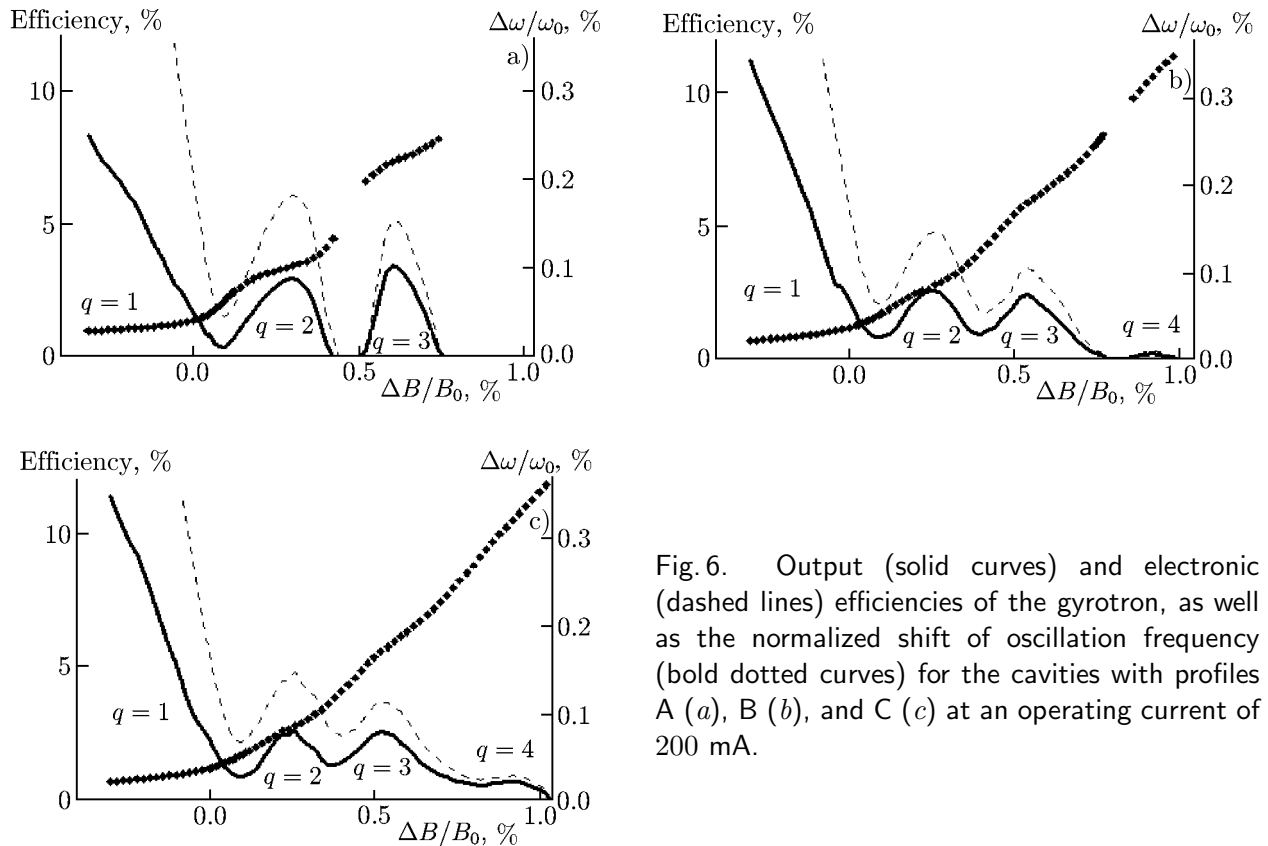 Efficiency, %
Δω/ω₀, %
a)
10
5
0
0.3
0.2
0.1
0.0
q = 1
q = 2
q = 3
0.0
0.5
1.0
ΔB/B₀, %
Efficiency, %
Δω/ω₀, %
b)
10
5
0
0.3
0.2
0.1
0.0
q = 1
q = 2
q = 3
q = 4
0.0
0.5
1.0
ΔB/B₀, %
Efficiency, %
Δω/ω₀, %
c)
10
5
0
0.3
0.2
0.1
0.0
q = 1
q = 2
q = 3
q = 4
0.0
0.5
1.0
ΔB/B₀, %
Fig. 6. Output (solid curves) and electronic
(dashed lines) efficiencies of the gyrotron, as well
as the normalized shift of oscillation frequency
(bold dotted curves) for the cavities with profiles
A (a), B (b), and C (c) at an operating current of
200 mA.